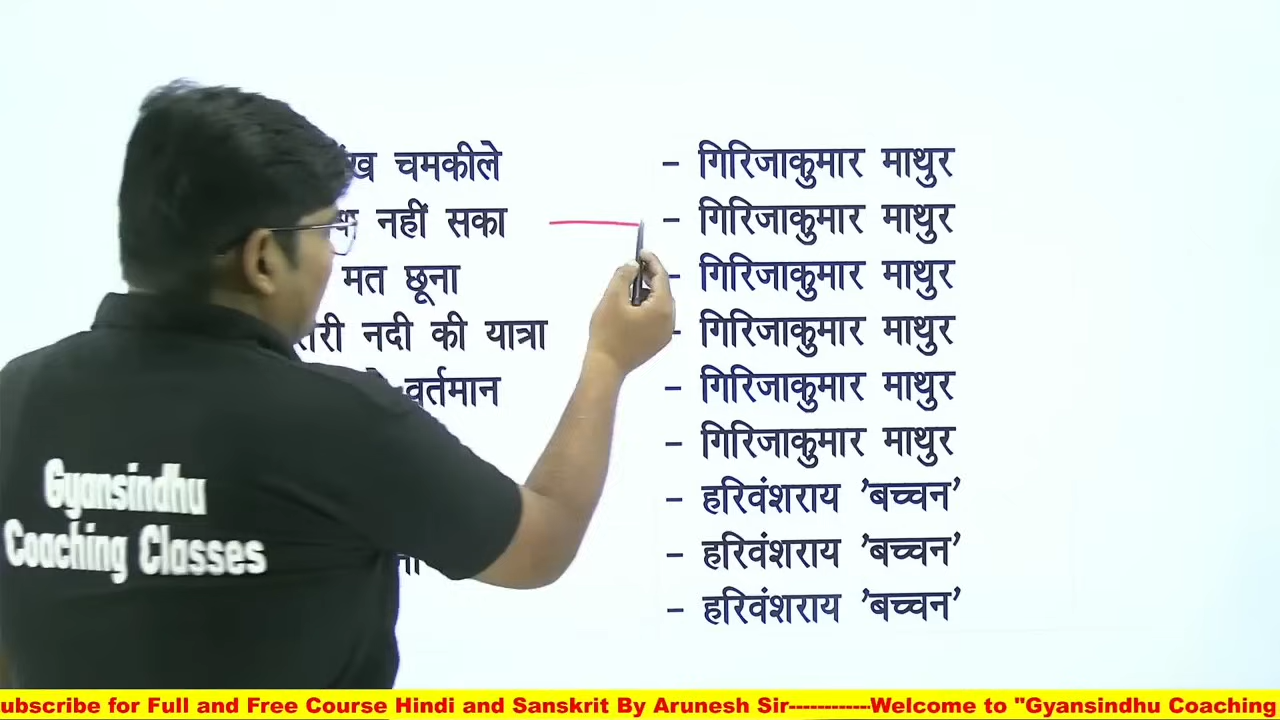 चमकीले - गिरिजाकुमार माथुर
नहीं सका - गिरिजाकुमार माथुर
मत छूना - गिरिजाकुमार माथुर
नदी की यात्रा - गिरिजाकुमार माथुर
वर्तमान - गिरिजाकुमार माथुर
- गिरिजाकुमार माथुर
- हरिवंशराय ’बच्चन’
- हरिवंशराय ’बच्चन’
- हरिवंशराय ’बच्चन’
Gyansindhu
Coaching Classes
ubscribe for Full and Free Course Hindi and Sanskrit By Arunesh Sir------------Welcome to "Gyansindhu Coaching